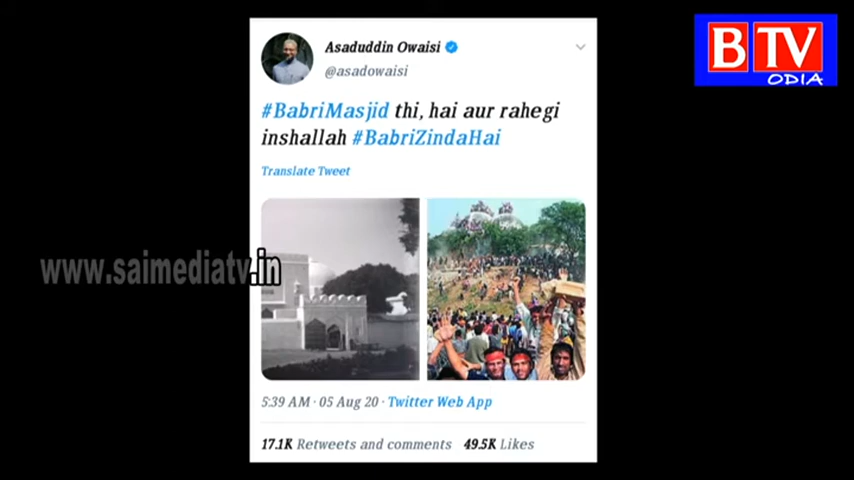 Asaduddin Owaisi
@asadowaisi
BTV
ODIA
#BabriMasjid thi, hai aur rahegi
inshallah #BabriZindaHai
Translate Tweet
www.saimediatv.in
5:39 AM · 05 Aug 20 · Twitter Web App
17.1K Retweets and comments 49.5K Likes